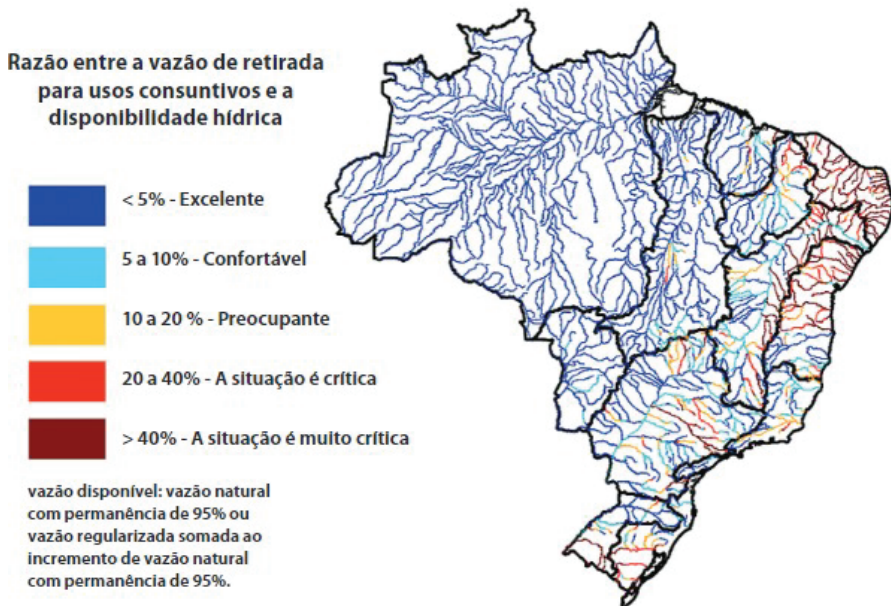 Razão entre a vazão de retirada
para usos consuntivos e a
disponibilidade hídrica
< 5% - Excelente
5 a 10% - Confortável
10 a 20 % - Preocupante
20 a 40% - A situação é crítica
> 40% - A situação é muito crítica
vazão disponível: vazão natural
com permanência de 95% ou
vazão regularizada somada ao
incremento de vazão natural
com permanência de 95%.